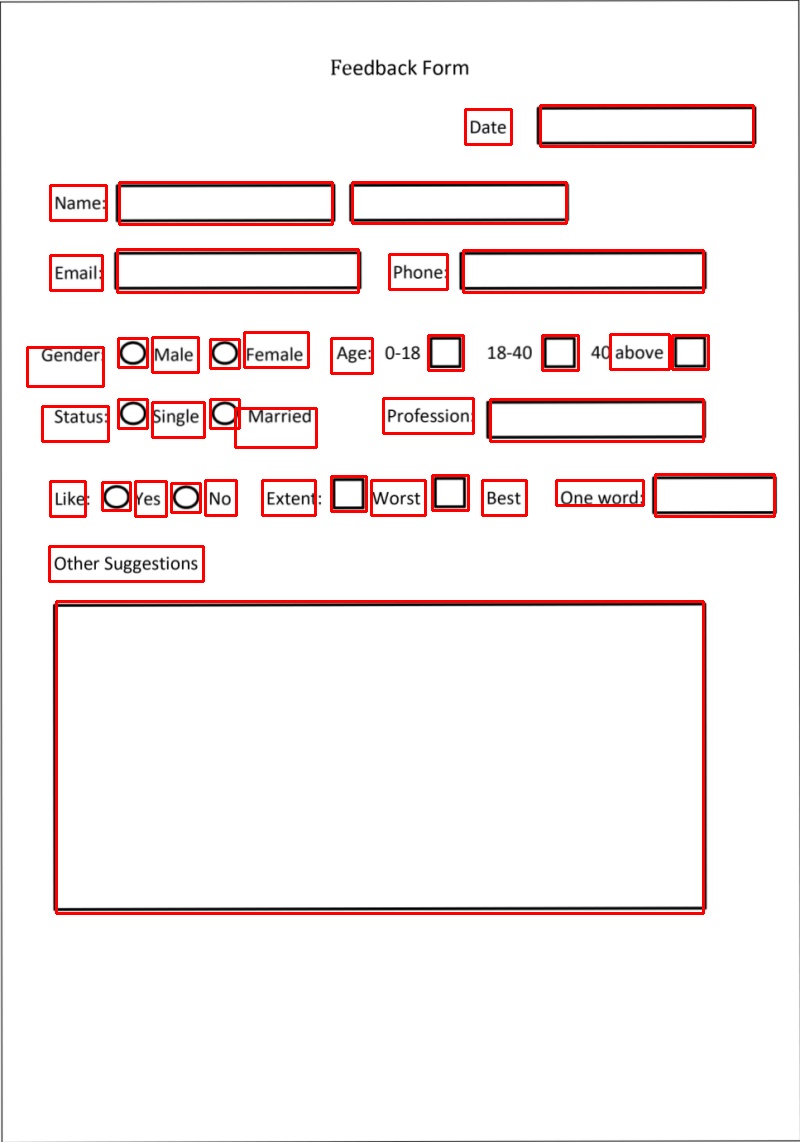 Feedback Form
Date
Name:
Email: Phone:
Gender: Male Female Age: 0-18 18-40 40 above
Status: Single Married Profession:
Like: Yes No Extent: Worst Best One word:
Other Suggestions